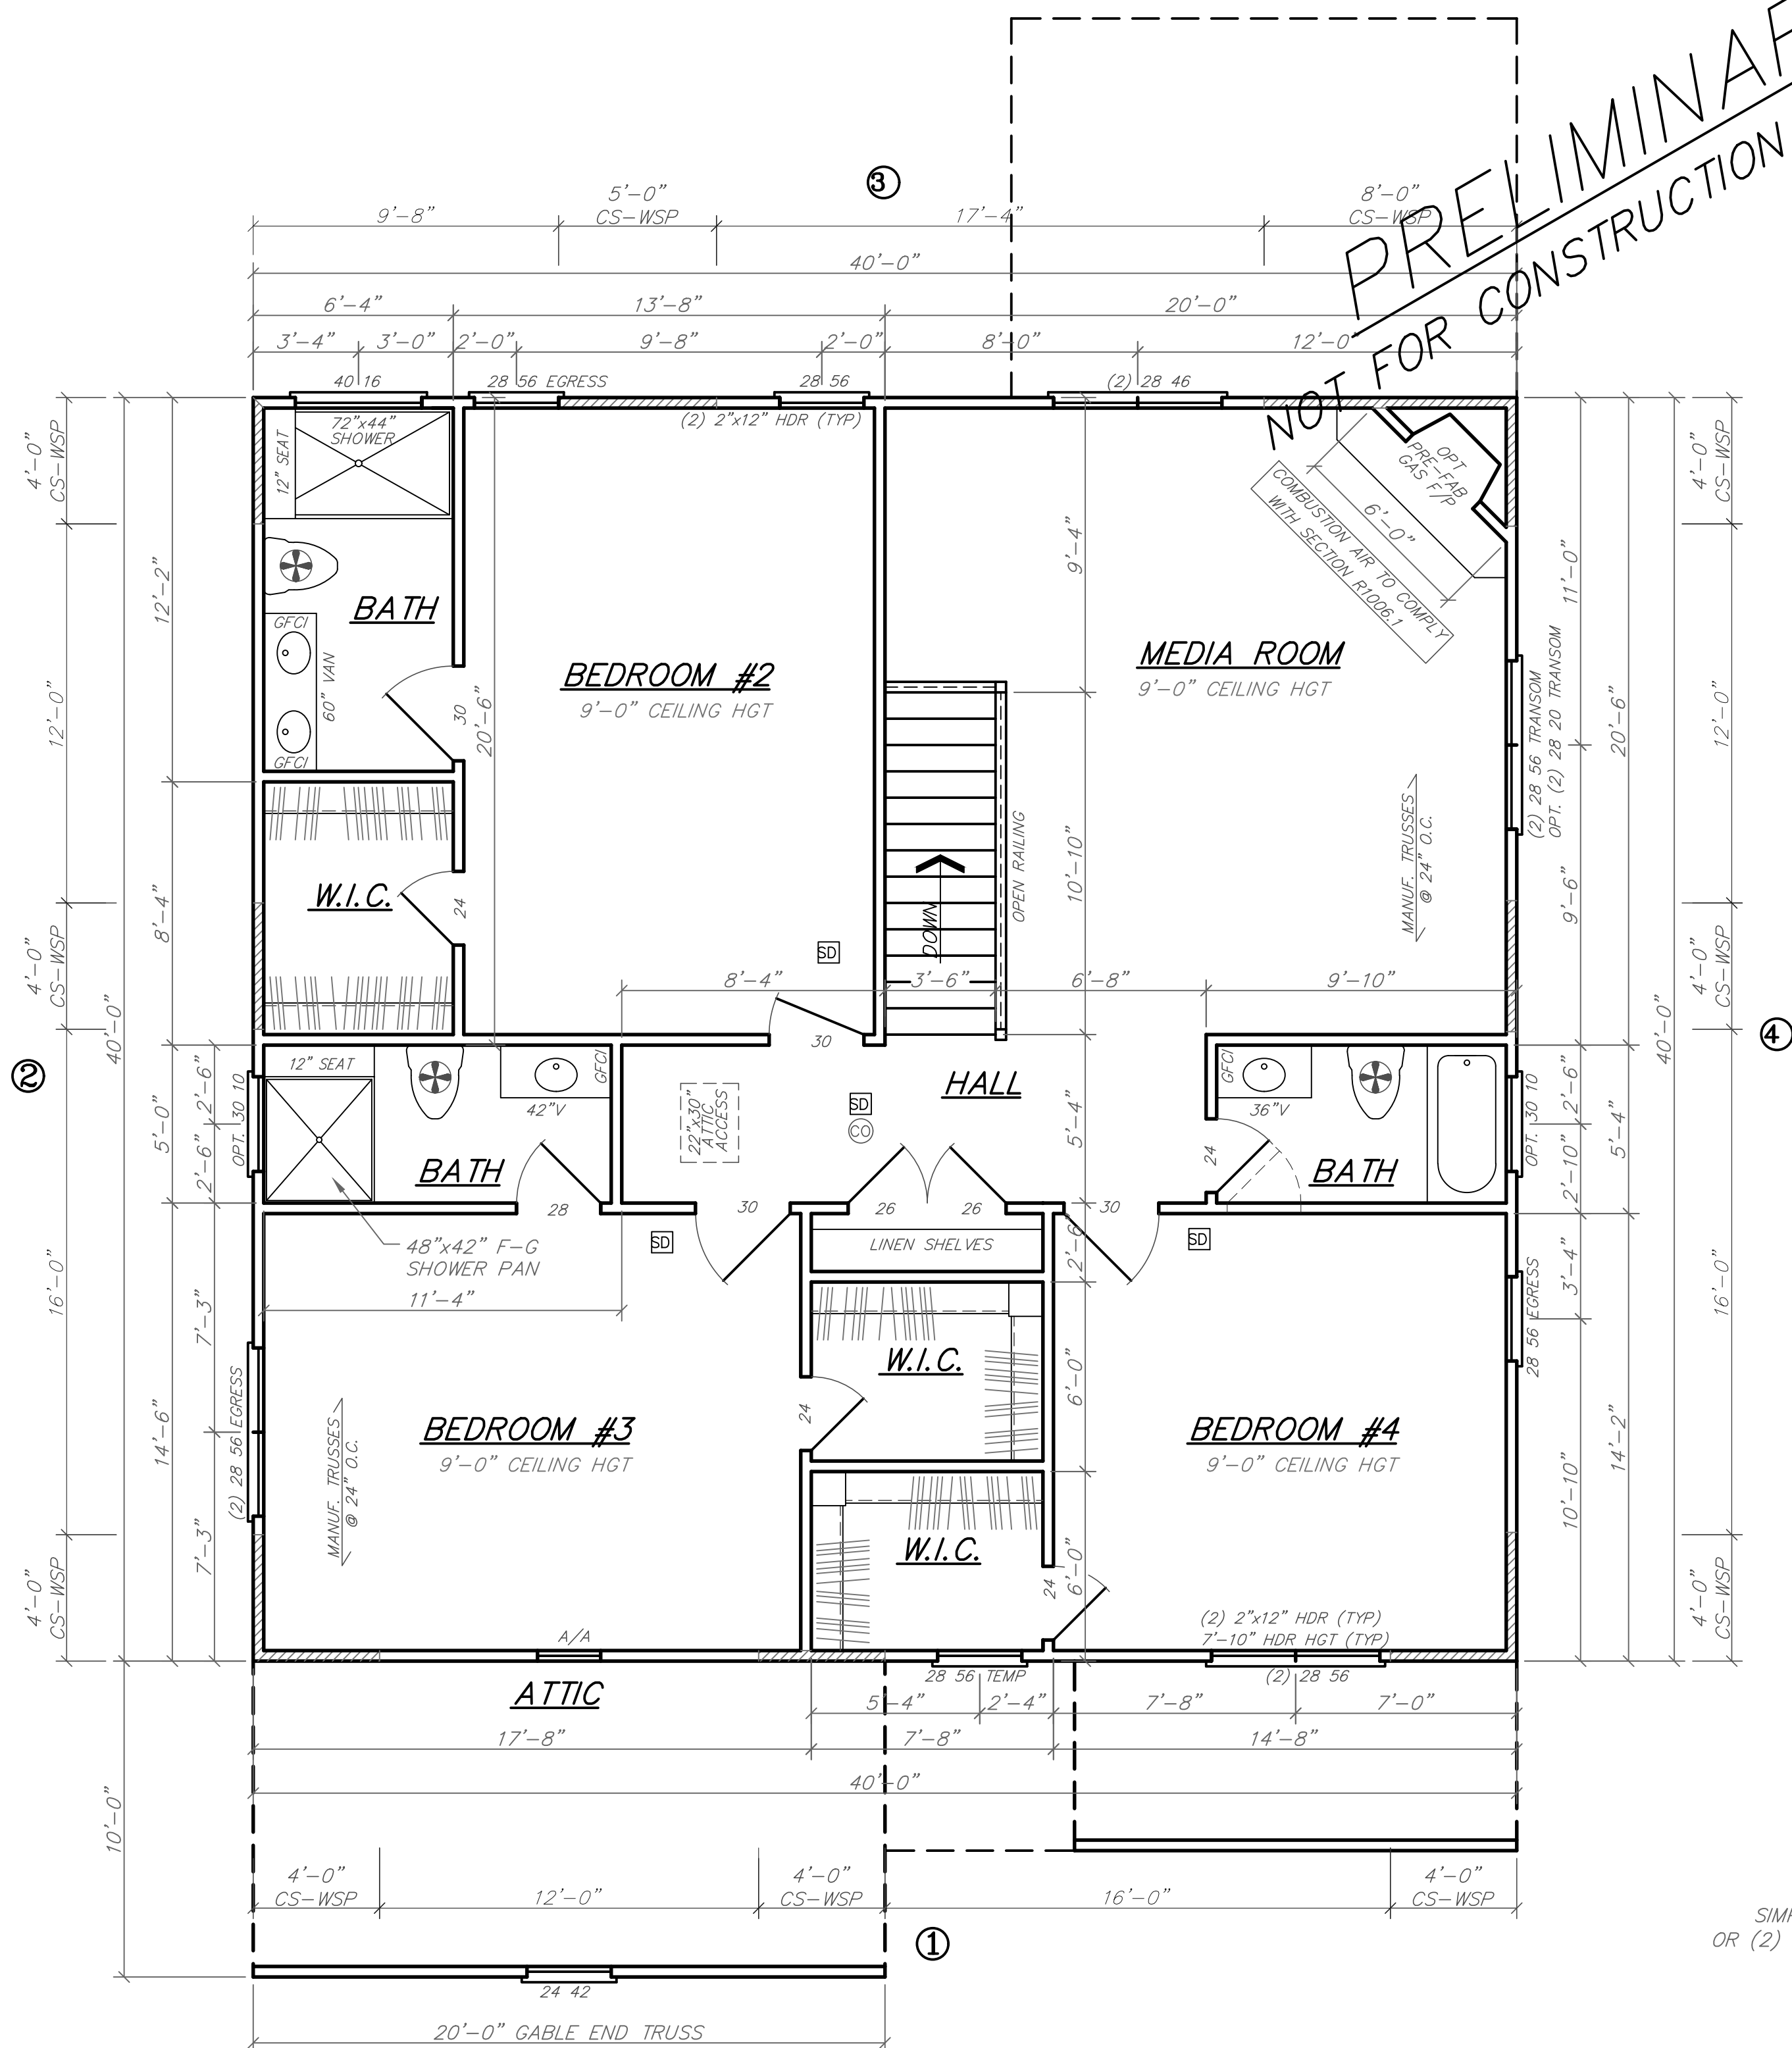 PRELIMINAR
NOT FOR CONSTRUCTION
3
9'-8"
5'-0"
CS-WSP
17'-4"
8'-0"
CS-WSP
40'-0"
6'-4"
13'-8"
20'-0"
3'-4"
3'-0"
2'-0"
9'-8"
2'-0"
8'-0"
12'-0"
40 16
28 56 EGRESS
28 56
(2) 28 46
(2) 2"x12" HDR (TYP)
72"x44"
SHOWER
12" SEAT
OPT
PRE-FAB
GAS F/P
6'-0"
COMBUSTION AIR TO COMPLY
WITH SECTION R1006.1
4'-0"
CS-WSP
12'-0"
4'-0"
CS-WSP
16'-0"
4'-0"
CS-WSP
40'-0"
10'-0"
12'-2"
8'-4"
5'-0"
14'-6"
2'-6"
2'-6"
7'-3"
7'-3"
2
BATH
GFCI
60" VAN
GFCI
30
20'-6"
BEDROOM #2
9'-0" CEILING HGT
MEDIA ROOM
9'-0" CEILING HGT
9'-4"
10'-10"
OPEN RAILING
DOWN
MANUF. TRUSSES
@ 24" O.C.
(2) 28 56 TRANSOM
OPT. (2) 28 20 TRANSOM
11'-0"
9'-6"
20'-6"
40'-0"
4'-0"
CS-WSP
12'-0"
4'-0"
CS-WSP
16'-0"
4'-0"
CS-WSP
4
W.I.C.
24
SD
8'-4"
3'-6"
6'-8"
9'-10"
30
OPT. 30 10
12" SEAT
42"V
GFCI
BATH
28
48"x42" F-G
SHOWER PAN
11'-4"
22"x30"
ATTIC
ACCESS
SD
CO
HALL
5'-4"
GFCI
36"V
24
BATH
OPT. 30 10
2'-6"
2'-10"
5'-4"
SD
30
26
26
30
SD
LINEN SHELVES
2'-6"
28 56 EGRESS
3'-4"
10'-10"
14'-2"
W.I.C.
24
6'-0"
BEDROOM #3
9'-0" CEILING HGT
BEDROOM #4
9'-0" CEILING HGT
(2) 28 56 EGRESS
MANUF. TRUSSES
@ 24" O.C.
W.I.C.
24
6'-0"
(2) 2"x12" HDR (TYP)
7'-10" HDR HGT (TYP)
A/A
28 56 TEMP
(2) 28 56
ATTIC
5'-4"
2'-4"
7'-8"
7'-0"
17'-8"
7'-8"
14'-8"
40'-0"
4'-0"
CS-WSP
12'-0"
4'-0"
CS-WSP
16'-0"
4'-0"
CS-WSP
1
24 42
20'-0" GABLE END TRUSS
SIM
OR (2)